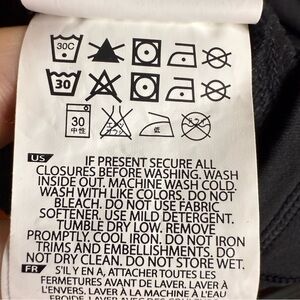 30C
30
30
中性
低
US
IF PRESENT SECURE ALL
CLOSURES BEFORE WASHING. WASH
INSIDE OUT. MACHINE WASH COLD.
WASH WITH LIKE COLORS. DO NOT
BLEACH. DO NOT USE FABRIC
SOFTENER, USE MILD DETERGENT.
TUMBLE DRY LOW. REMOVE
PROMPTLY. COOL IRON. DO NOT IRON
TRIMS AND EMBELLISHMENTS. DO
NOT DRY CLEAN. DO NOT STORE WET.
FR
S'IL Y EN A, ATTACHER TOUTES LES
FERMETURES AVANT DE LAVER. LAVER À
L'ENVERS. LAVER À LA MACHINE À L'EAU